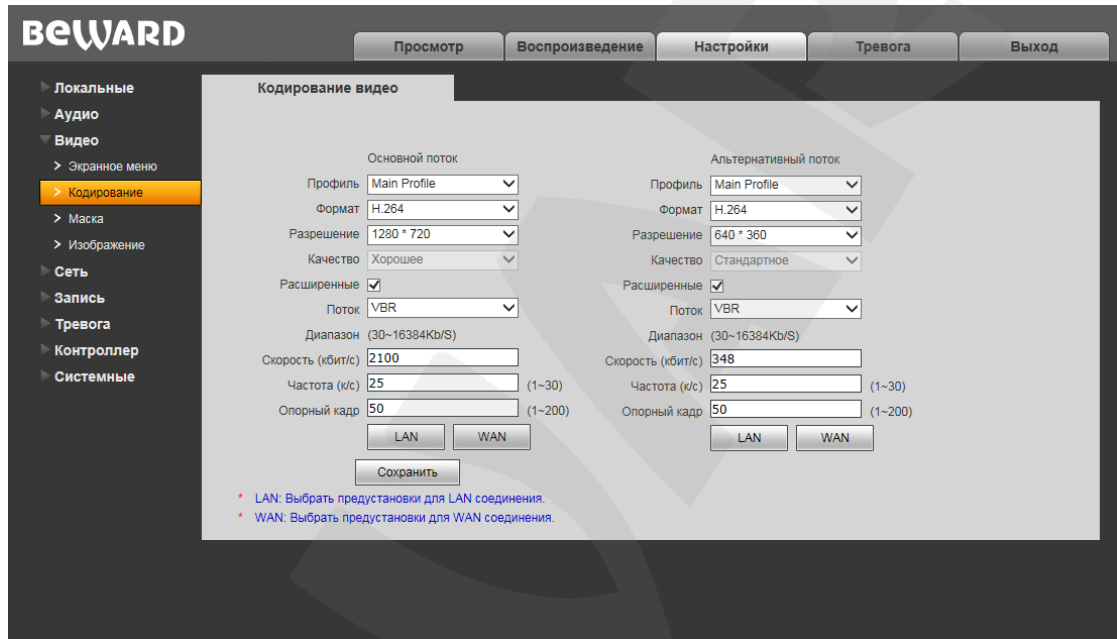 BEWARD
Просмотр Воспроизведение Настройки Тревога Выход
Локальные
Аудио
Видео
Экранное меню
Кодирование
Маска
Изображение
Сеть
Запись
Тревога
Контроллер
Системные
Кодирование видео
Основной поток Альтернативный поток
Профиль Main Profile Профиль Main Profile
Формат H.264 Формат H.264
Разрешение 1280 * 720 Разрешение 640 * 360
Качество Хорошее Качество Стандартное
Расширенные Расширенные
Поток VBR Поток VBR
Диапазон (30~16384Kb/S) Диапазон (30~16384Kb/S)
Скорость (кбит/с) 2100 Скорость (кбит/с) 348
Частота (к/с) 25 (1~30) Частота (к/с) 25 (1~30)
Опорный кадр 50 (1~200) Опорный кадр 50 (1~200)
LAN WAN LAN WAN
Сохранить
* LAN: Выбрать предустановки для LAN соединения.
* WAN: Выбрать предустановки для WAN соединения.